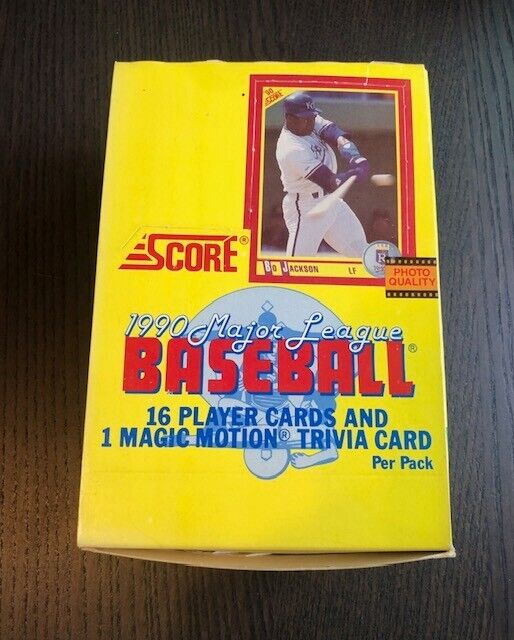 '90
SCORE
KC
BO JACKSON LF
SCORE®
PHOTO
QUALITY
1990 Major League
BASEBALL®
16 PLAYER CARDS AND
1 MAGIC MOTION® TRIVIA CARD
Per Pack